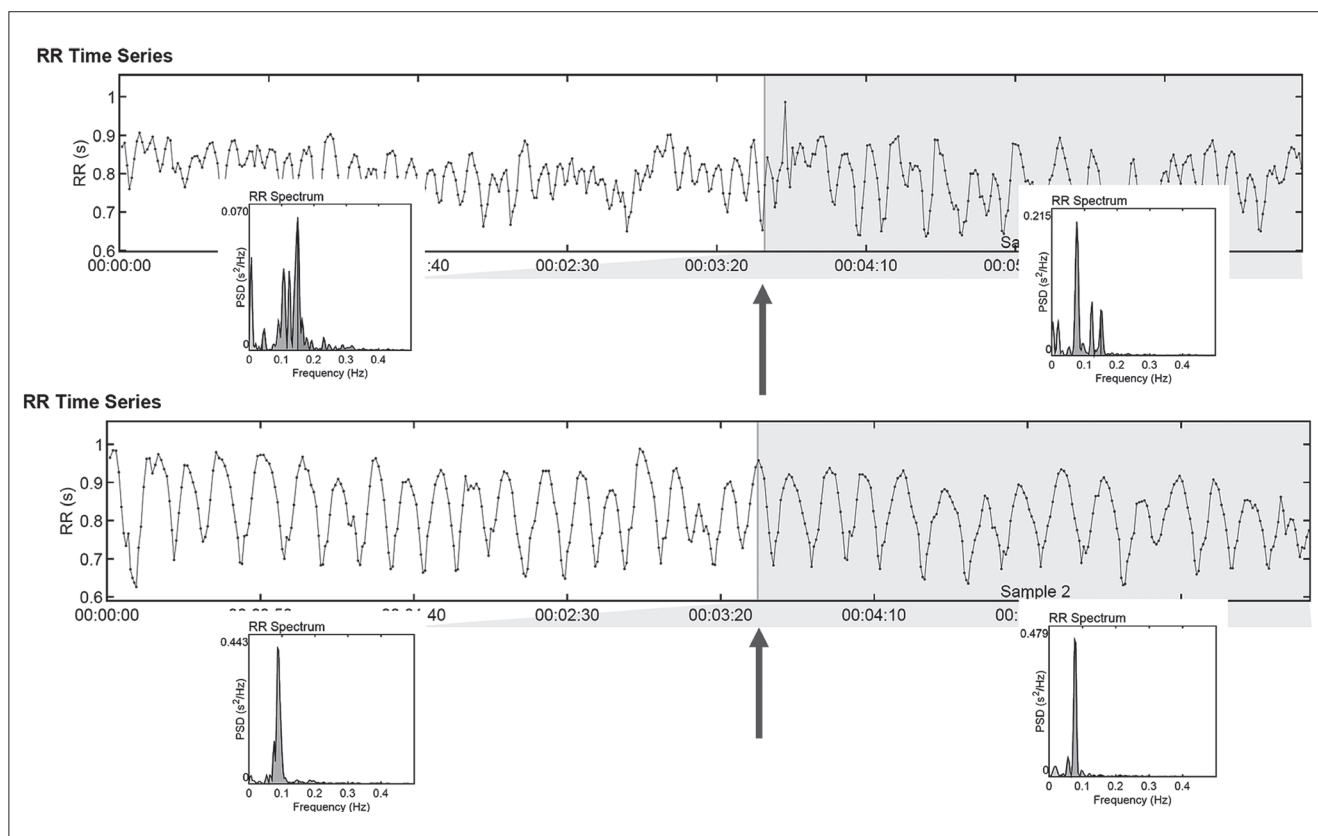 RR Time Series
1
0.9
0.8
0.7
0.6
RR (s)
00:00:00 :40 00:02:30 00:03:20 00:04:10
RR Spectrum
0.070
0
PSD (s²/Hz)
0 0.1 0.2 0.3 0.4
Frequency (Hz)
RR Spectrum
0.215
0
PSD (s²/Hz)
0 0.1 0.2 0.3 0.4
Frequency (Hz)
RR Time Series
1
0.9
0.8
0.7
0.6
RR (s)
Sample 2
00:00:00 40 00:02:30 00:03:20 00:04:10
RR Spectrum
0.443
0
PSD (s²/Hz)
0 0.1 0.2 0.3 0.4
Frequency (Hz)
RR Spectrum
0.479
0
PSD (s²/Hz)
0 0.1 0.2 0.3 0.4
Frequency (Hz)